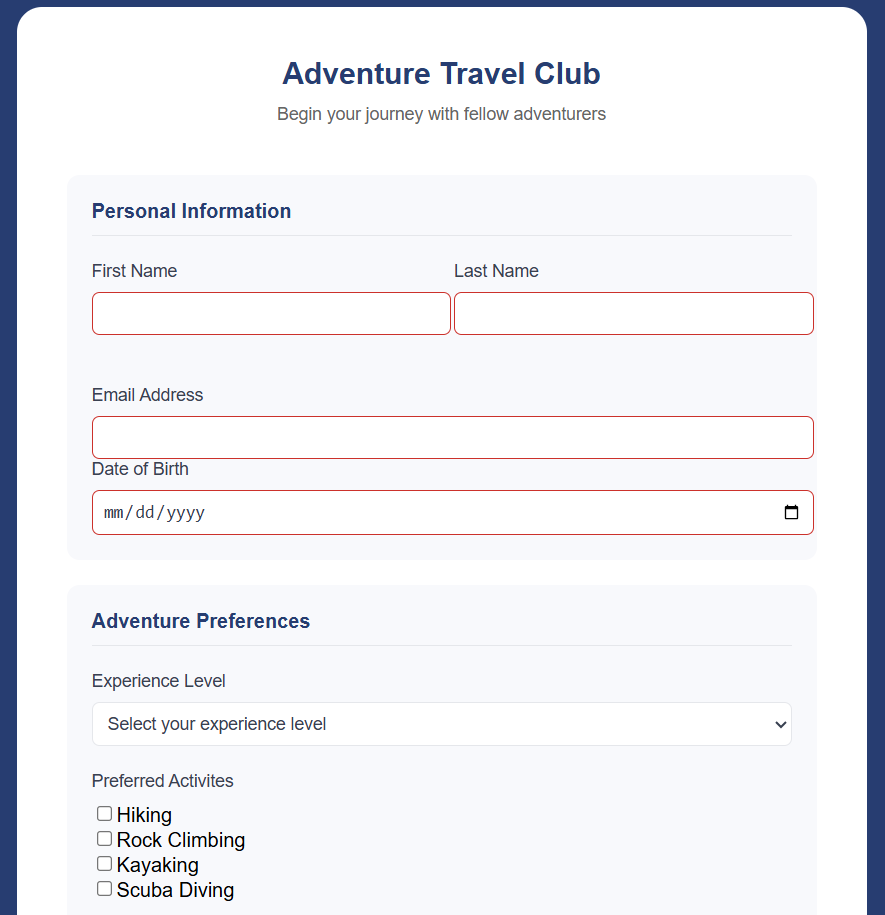 Adventure Travel Club
Begin your journey with fellow adventurers
Personal Information
First Name Last Name
Email Address
Date of Birth
mm/dd/yyyy
Adventure Preferences
Experience Level
Select your experience level
Preferred Activites
Hiking
Rock Climbing
Kayaking
Scuba Diving